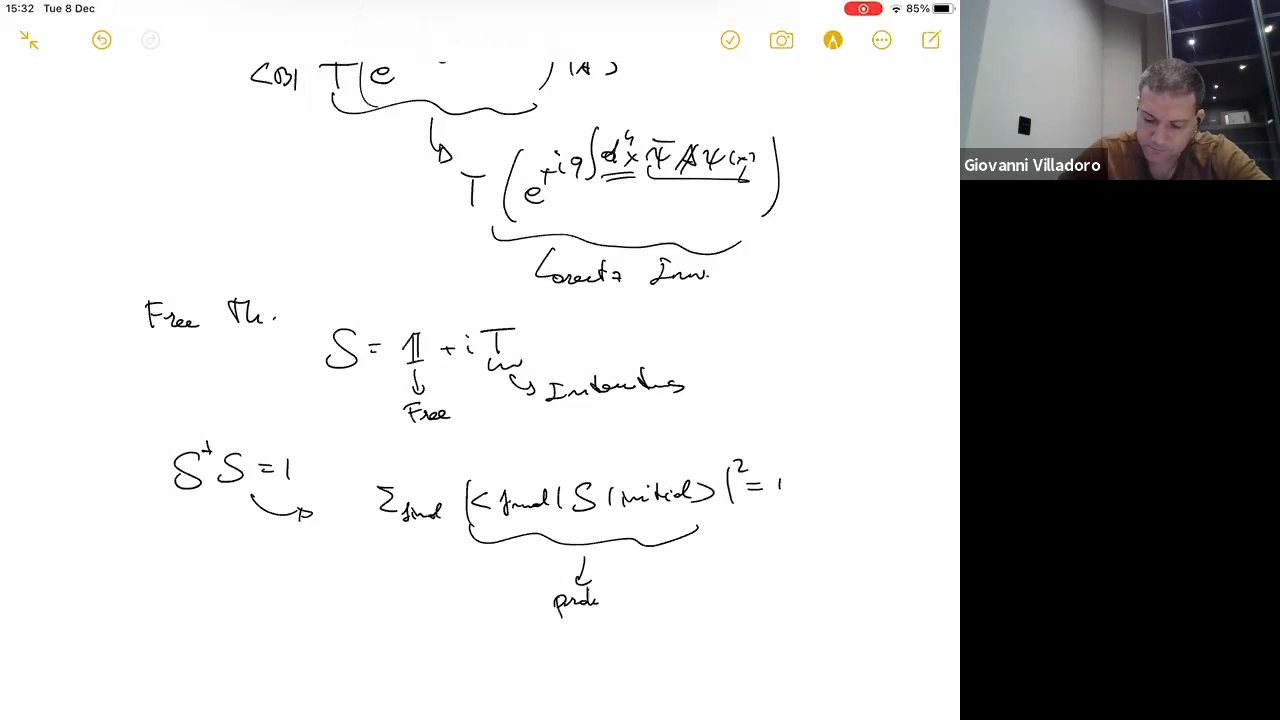 15:32 Tue 8 Dec
85%
Giovanni Villadoro
<B| T(e ) |A>
T (e^{+iq∫d⁴x ψ̄ A̸ ψ(x)})
Lorentz Inv.
Free Th.
S = 𝟙 + i T
Interactions
Free
S†S = 1
Σ_final |<final|S|initial>|² = 1
prob